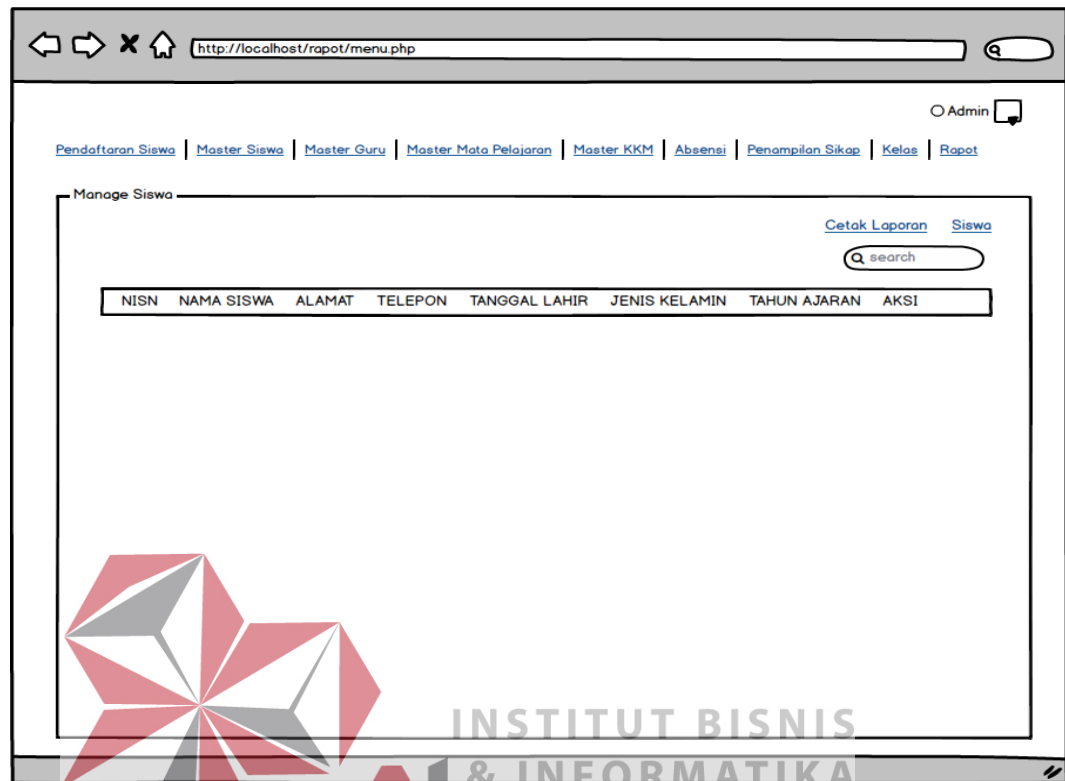 http://localhost/rapot/menu.php
Admin
Pendaftaran Siswa | Master Siswa | Master Guru | Master Mata Pelajaran | Master KKM | Absensi | Penampilan Sikap | Kelas | Rapot
Manage Siswa
Cetak Laporan Siswa
search
NISN NAMA SISWA ALAMAT TELEPON TANGGAL LAHIR JENIS KELAMIN TAHUN AJARAN AKSI
INSTITUT BISNIS
& INFORMATIKA